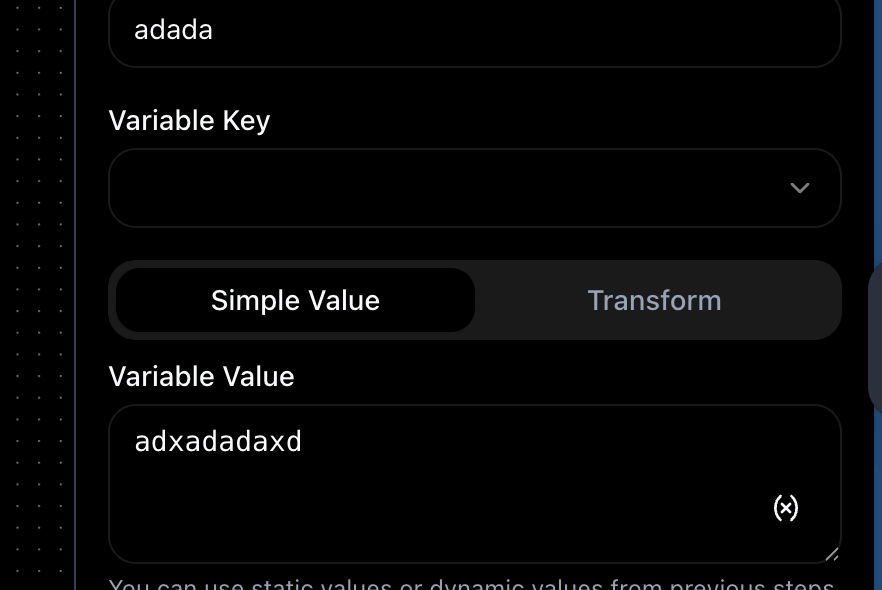 adada
Variable Key
Simple Value
Transform
Variable Value
adxadadaxd
(x)
You can use static values or dynamic values from previous steps